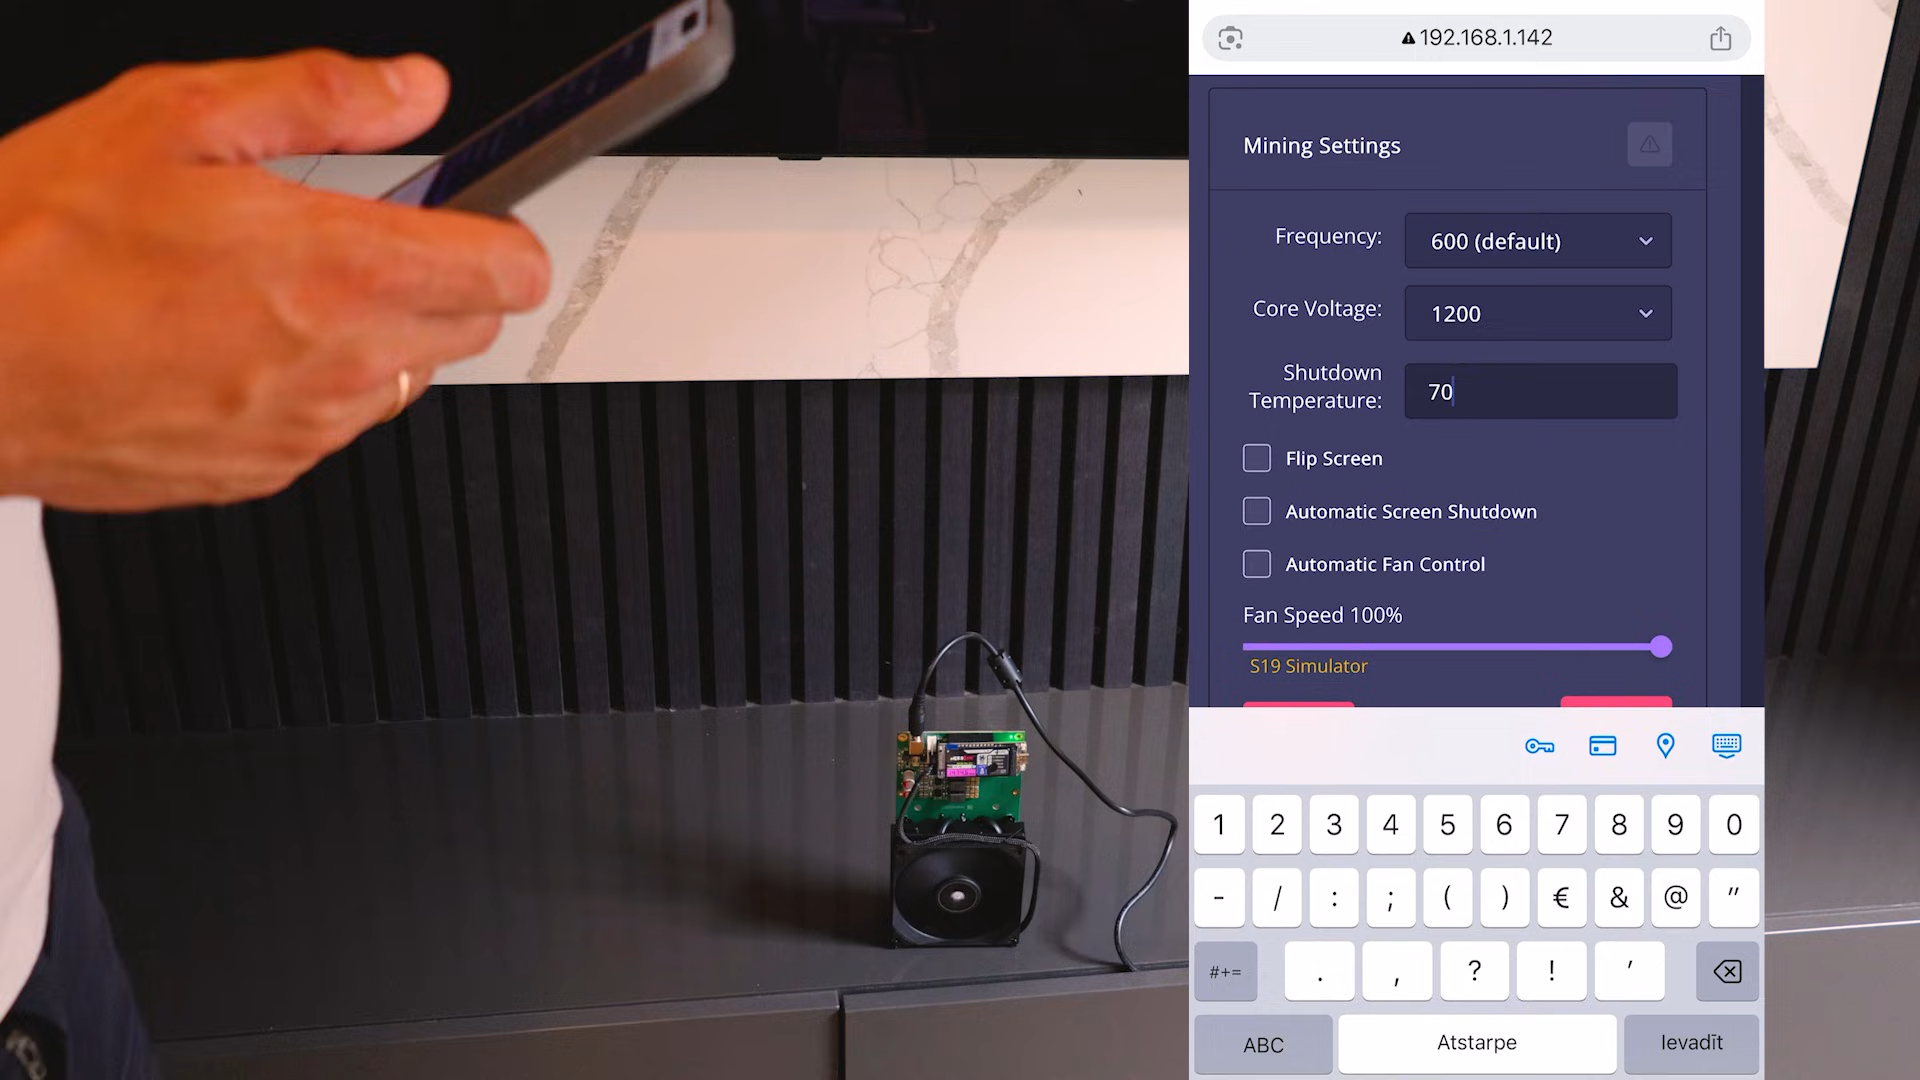 192.168.1.142
Mining Settings
Frequency:
600 (default)
Core Voltage:
1200
Shutdown
Temperature:
70
Flip Screen
Automatic Screen Shutdown
Automatic Fan Control
Fan Speed 100%
S19 Simulator
1 2 3 4 5 6 7 8 9 0
- / : ; ( ) € & @ "
#+= . , ? ! '
ABC Atstarpe Ievadīt